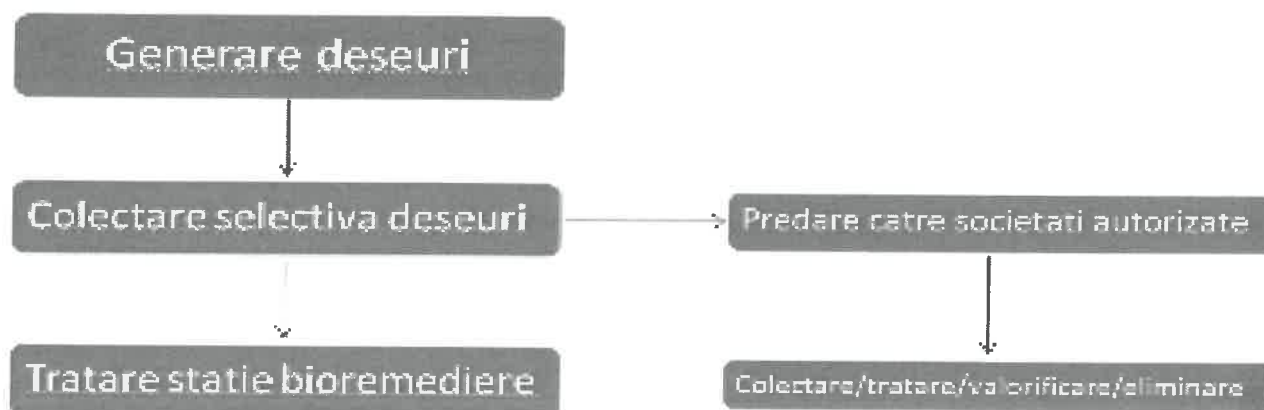 Generare deseuri
Colectare selectiva deseuri
Predare catre societati autorizate
Tratare statie bioremediere
Colectare/tratare/valorificare/eliminare